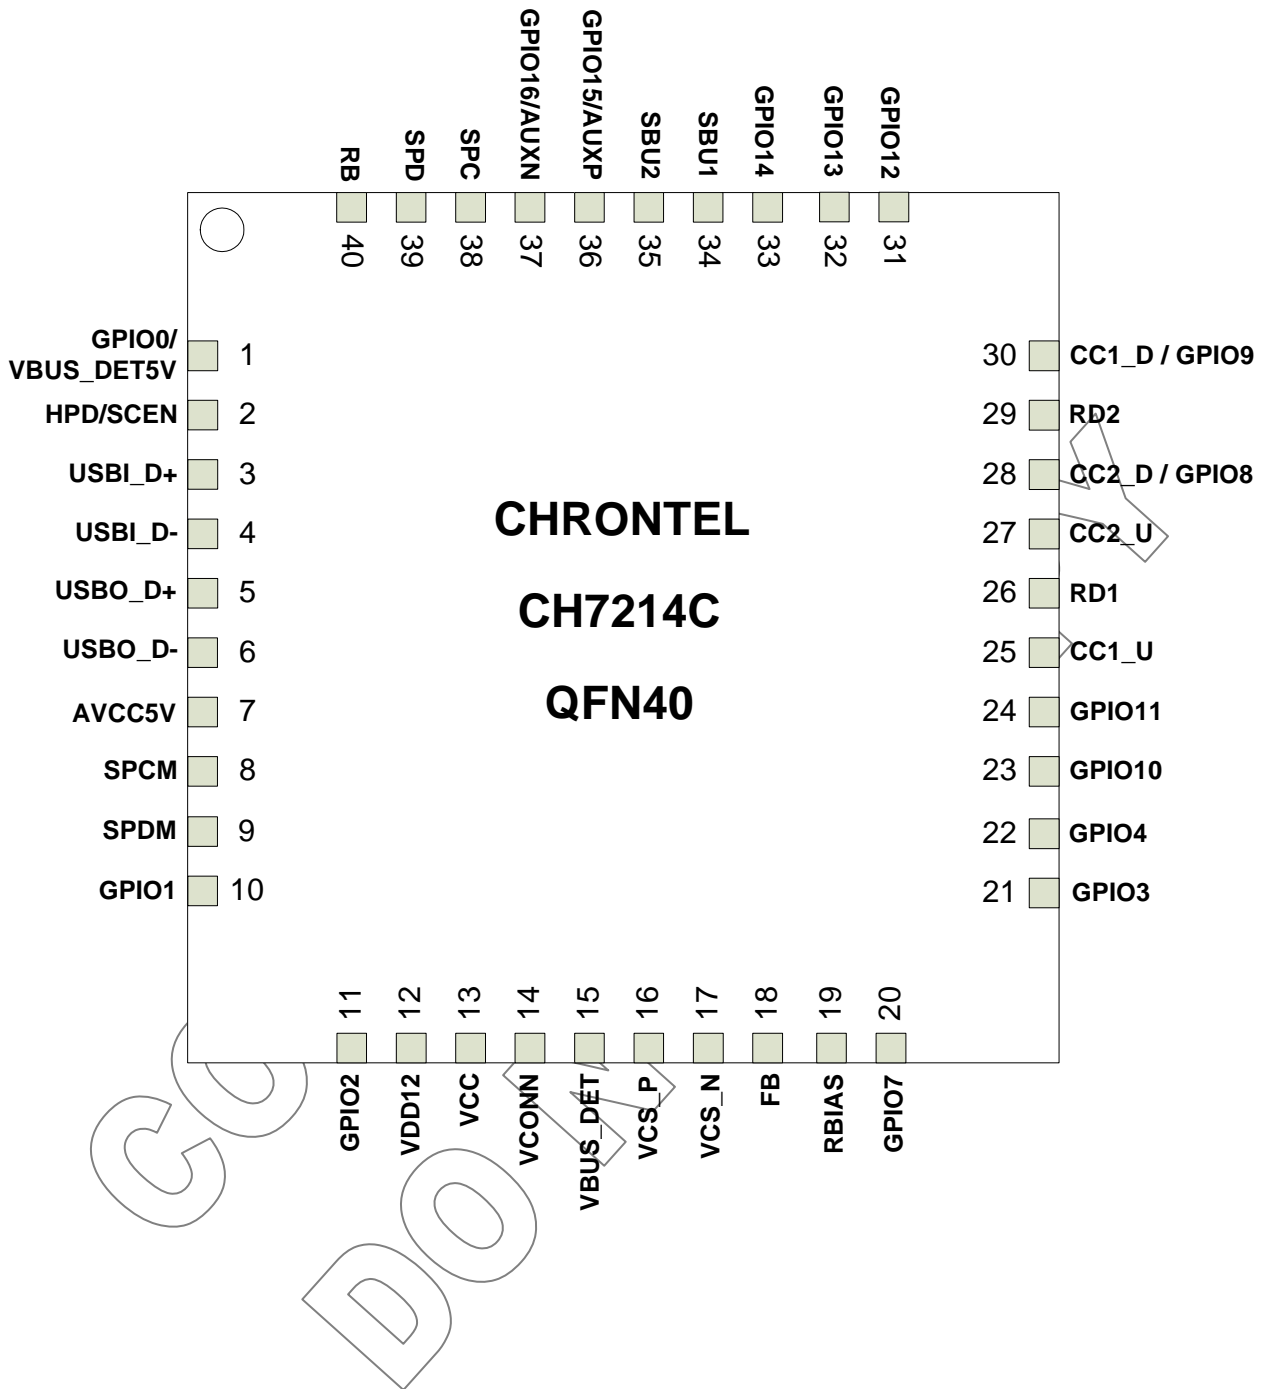 GPIO16/AUXN
GPIO15/AUXP
RB
SPD
SPC
SBU2
SBU1
GPIO14
GPIO13
GPIO12
40
39
38
37
36
35
34
33
32
31
GPIO0/
VBUS_DET5V
1
HPD/SCEN 2
USBI_D+ 3
USBI_D- 4
USBO_D+ 5
USBO_D- 6
AVCC5V 7
SPCM 8
SPDM 9
GPIO1 10
CHRONTEL
CH7214C
QFN40
30 CC1_D / GPIO9
29 RD2
28 CC2_D / GPIO8
27 CC2_U
26 RD1
25 CC1_U
24 GPIO11
23 GPIO10
22 GPIO4
21 GPIO3
11
12
13
14
15
16
17
18
19
20
GPIO2
VDD12
VCC
VCONN
VBUS_DET
VCS_P
VCS_N
FB
RBIAS
GPIO7
DO